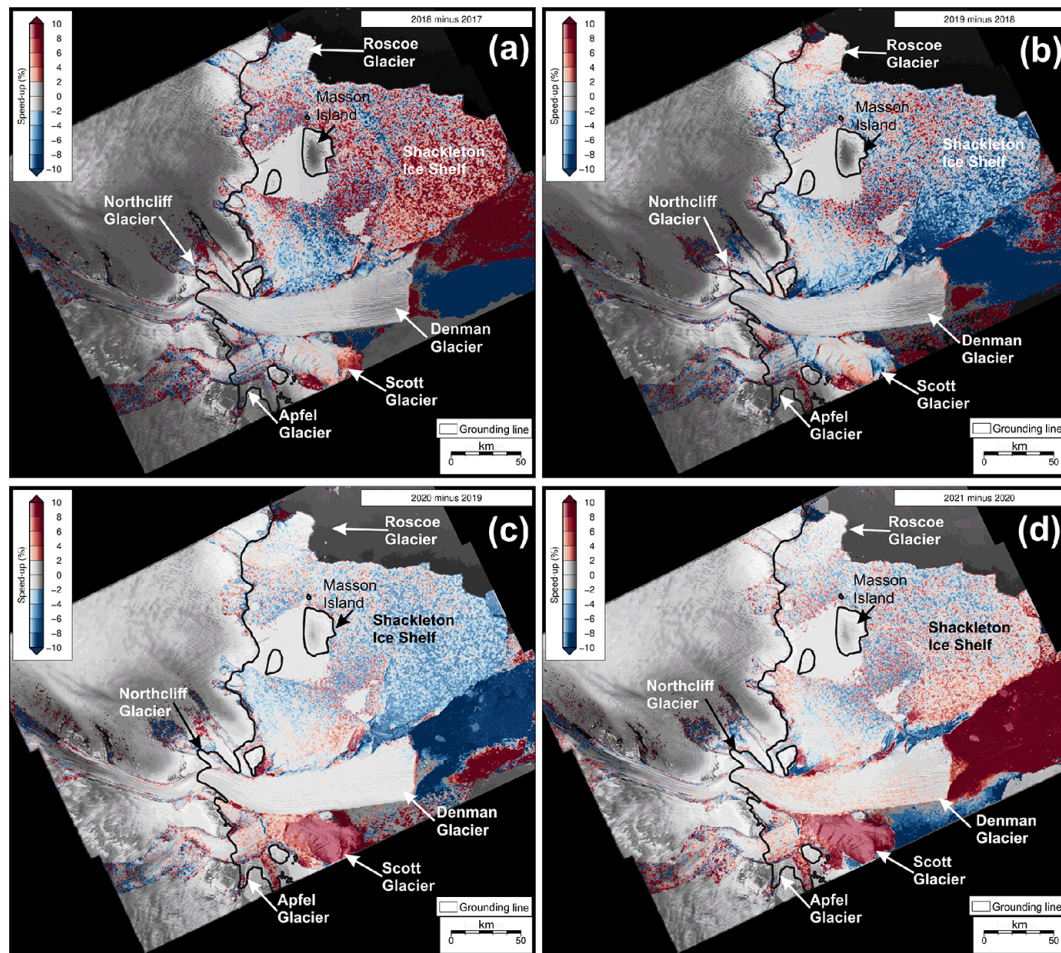 2018 minus 2017
(a)
10
8
6
4
2
0
−2
−4
−6
−8
−10
Speed-up (%)
Roscoe
Glacier
Masson
Island
Shackleton
Ice Shelf
Northcliff
Glacier
Denman
Glacier
Scott
Glacier
Apfel
Glacier
Grounding line
km
0 50
2019 minus 2018
(b)
10
8
6
4
2
0
−2
−4
−6
−8
−10
Speed-up (%)
Roscoe
Glacier
Masson
Island
Shackleton
Ice Shelf
Northcliff
Glacier
Denman
Glacier
Scott
Glacier
Apfel
Glacier
Grounding line
km
0 50
2020 minus 2019
(c)
10
8
6
4
2
0
−2
−4
−6
−8
−10
Speed-up (%)
Roscoe
Glacier
Masson
Island
Shackleton
Ice Shelf
Northcliff
Glacier
Denman
Glacier
Scott
Glacier
Apfel
Glacier
Grounding line
km
0 50
2021 minus 2020
(d)
10
8
6
4
2
0
−2
−4
−6
−8
−10
Speed-up (%)
Roscoe
Glacier
Masson
Island
Shackleton
Ice Shelf
Northcliff
Glacier
Denman
Glacier
Scott
Glacier
Apfel
Glacier
Grounding line
km
0 50